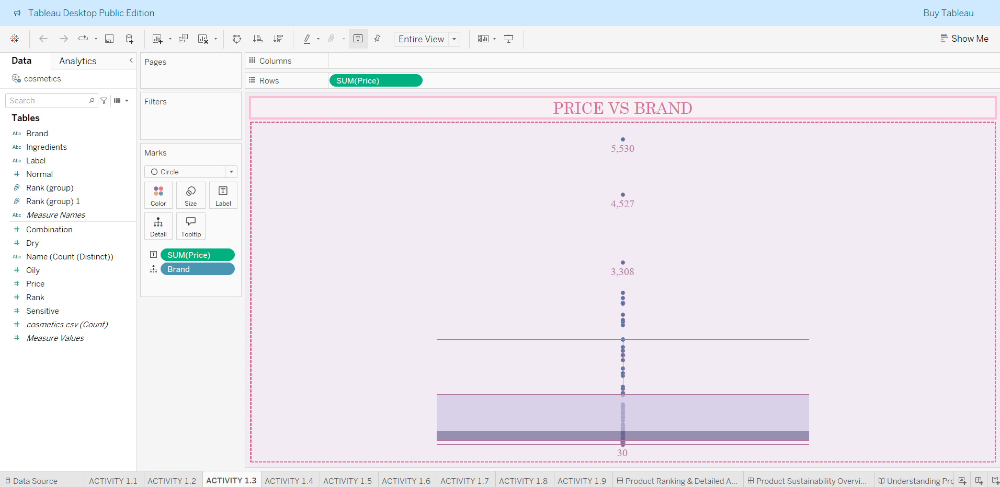 Tableau Desktop Public Edition
Buy Tableau
Entire View
Show Me
Data
Analytics
cosmetics
Search
Tables
Abc Brand
Abc Ingredients
Abc Label
Normal
Rank (group)
Rank (group) 1
Abc Measure Names
Combination
Dry
Abc Name (Count (Distinct))
Oily
Price
Rank
Sensitive
cosmetics.csv (Count)
Measure Values
Pages
Filters
Marks
Circle
Color
Size
Label
Detail
Tooltip
SUM(Price)
Brand
Columns
Rows
SUM(Price)
PRICE VS BRAND
5,530
4,527
3,308
30
Data Source
ACTIVITY 1.1
ACTIVITY 1.2
ACTIVITY 1.3
ACTIVITY 1.4
ACTIVITY 1.5
ACTIVITY 1.6
ACTIVITY 1.7
ACTIVITY 1.8
ACTIVITY 1.9
Product Ranking & Detailed A...
Product Sustainability Overvi...
Understanding Pro